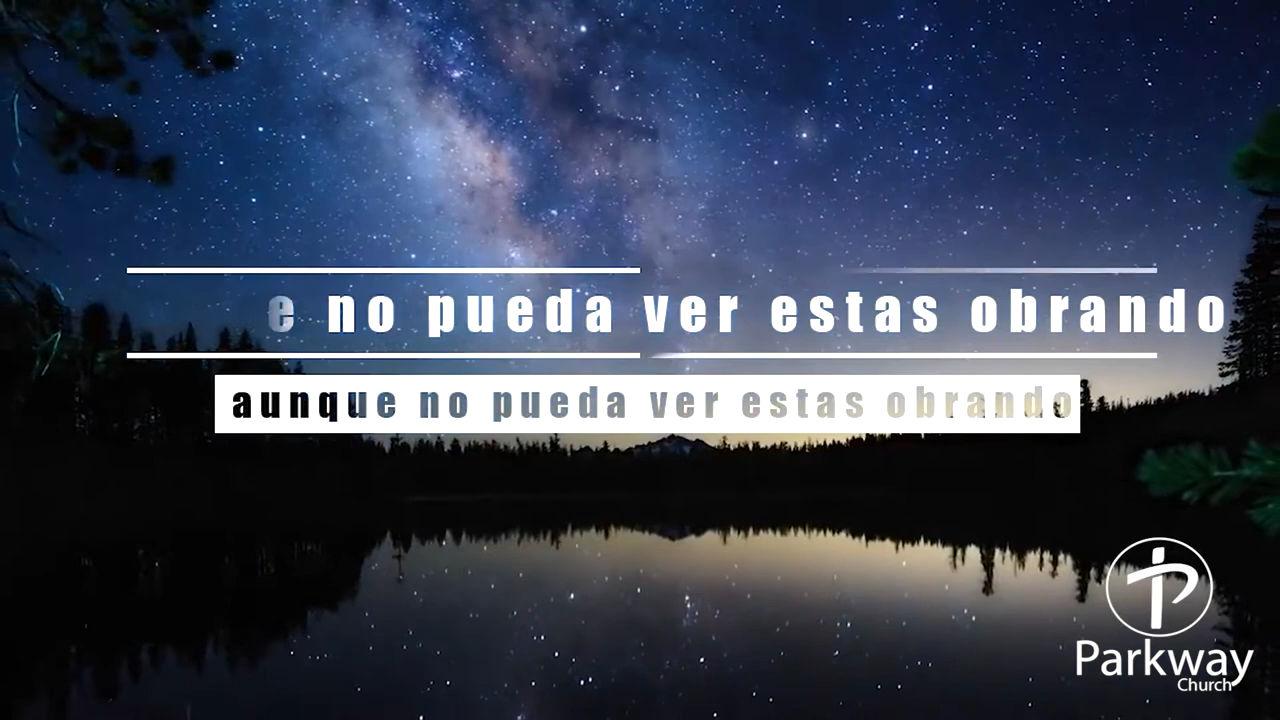 e no pueda ver estas obrando
aunque no pueda ver estas obrando
Parkway
Church